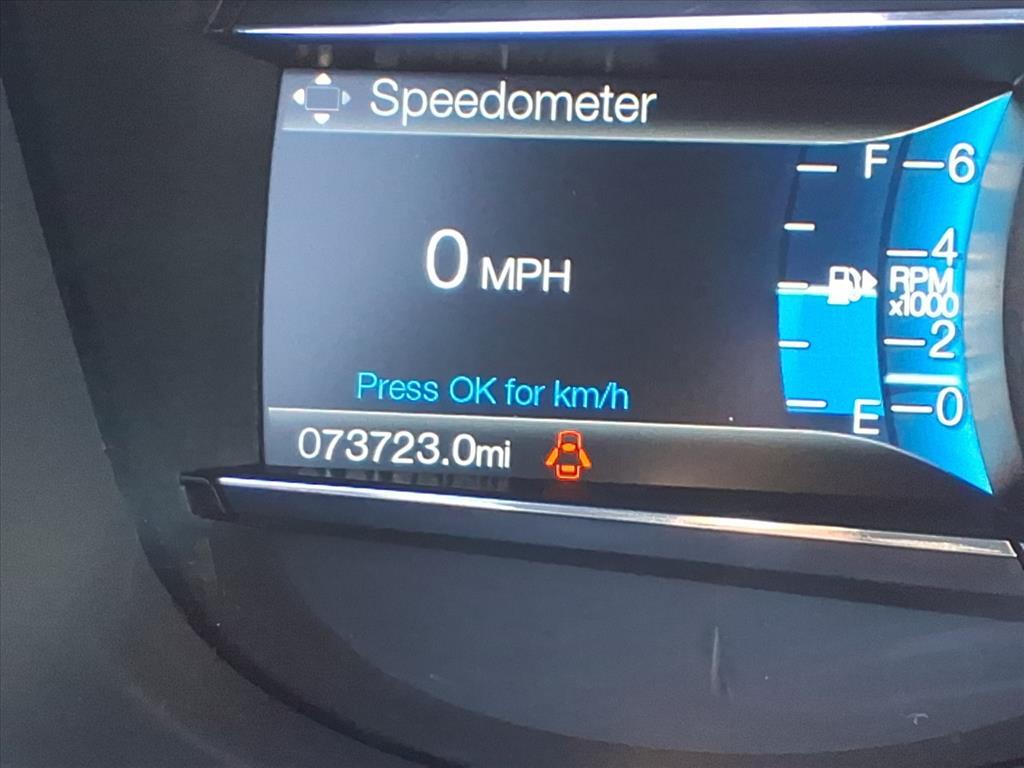 Speedometer
0 MPH
Press OK for km/h
073723.0mi
F
E
6
4
RPM
x1000
2
0